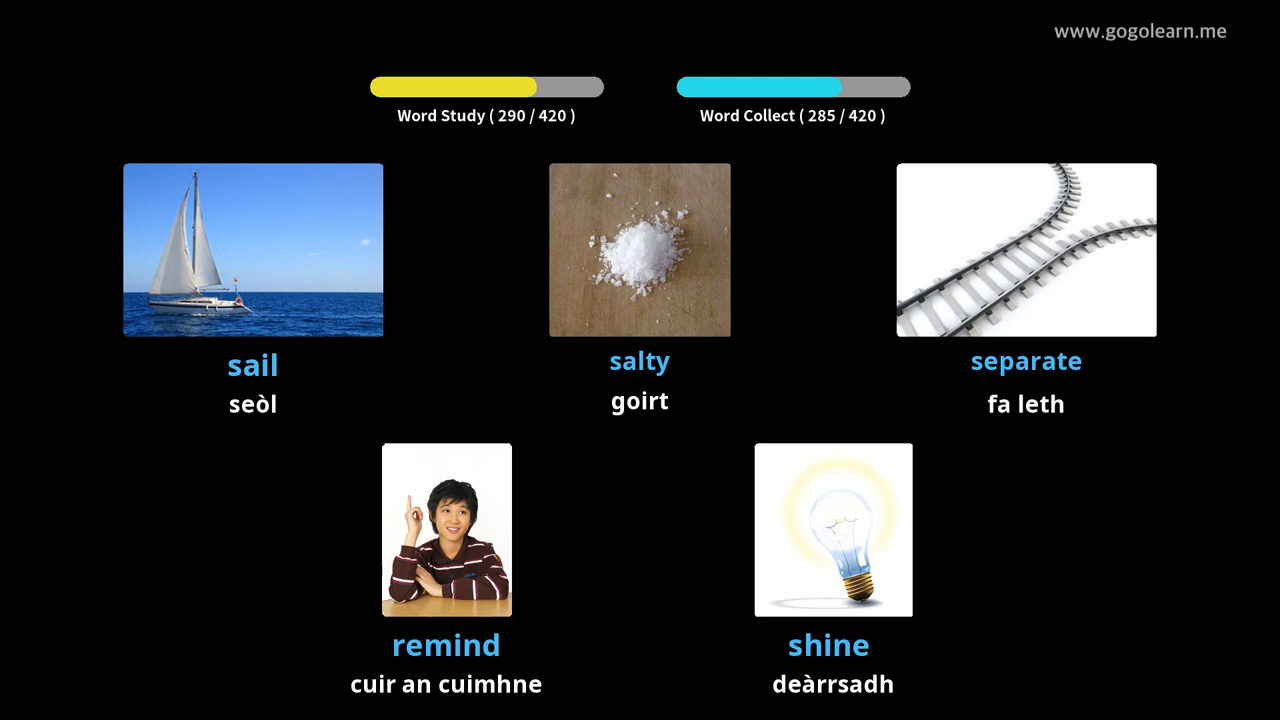 www.gogolearn.me
Word Study ( 290 / 420 )
Word Collect ( 285 / 420 )
sail
seòl
salty
goirt
separate
fa leth
remind
cuir an cuimhne
shine
deàrrsadh